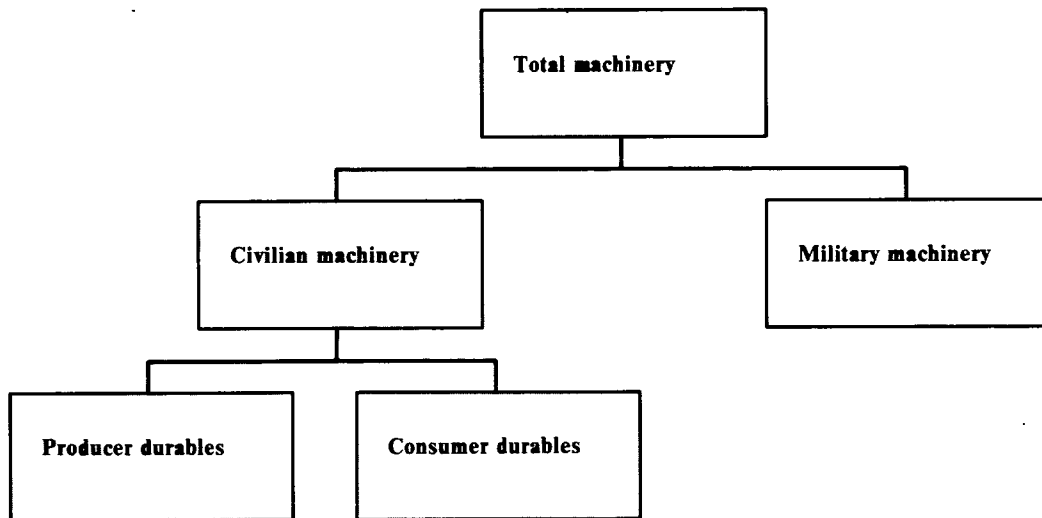 Total machinery
Civilian machinery
Military machinery
Producer durables
Consumer durables